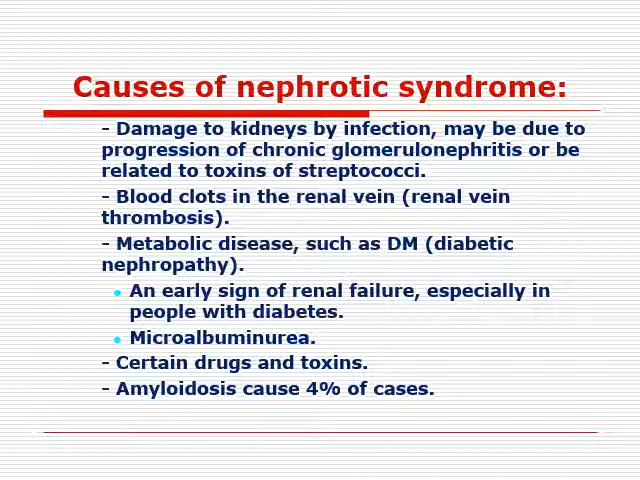 Causes of nephrotic syndrome:
- Damage to kidneys by infection, may be due to
progression of chronic glomerulonephritis or be
related to toxins of streptococci.
- Blood clots in the renal vein (renal vein
thrombosis).
- Metabolic disease, such as DM (diabetic
nephropathy).
• An early sign of renal failure, especially in
people with diabetes.
• Microalbuminurea.
- Certain drugs and toxins.
- Amyloidosis cause 4% of cases.